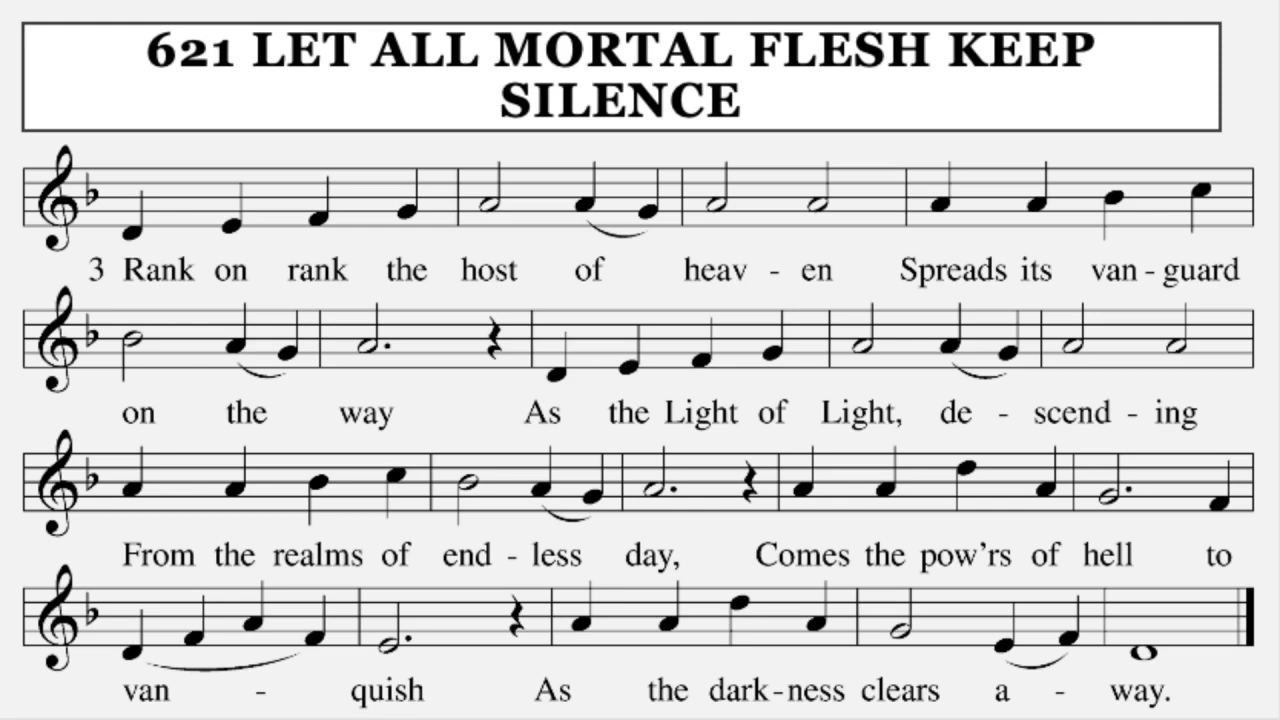 621 LET ALL MORTAL FLESH KEEP
SILENCE
3 Rank on rank the host of heav - en Spreads its van - guard
on the way As the Light of Light, de - scend - ing
From the realms of end - less day, Comes the pow'rs of hell to
van - quish As the dark - ness clears a - way.